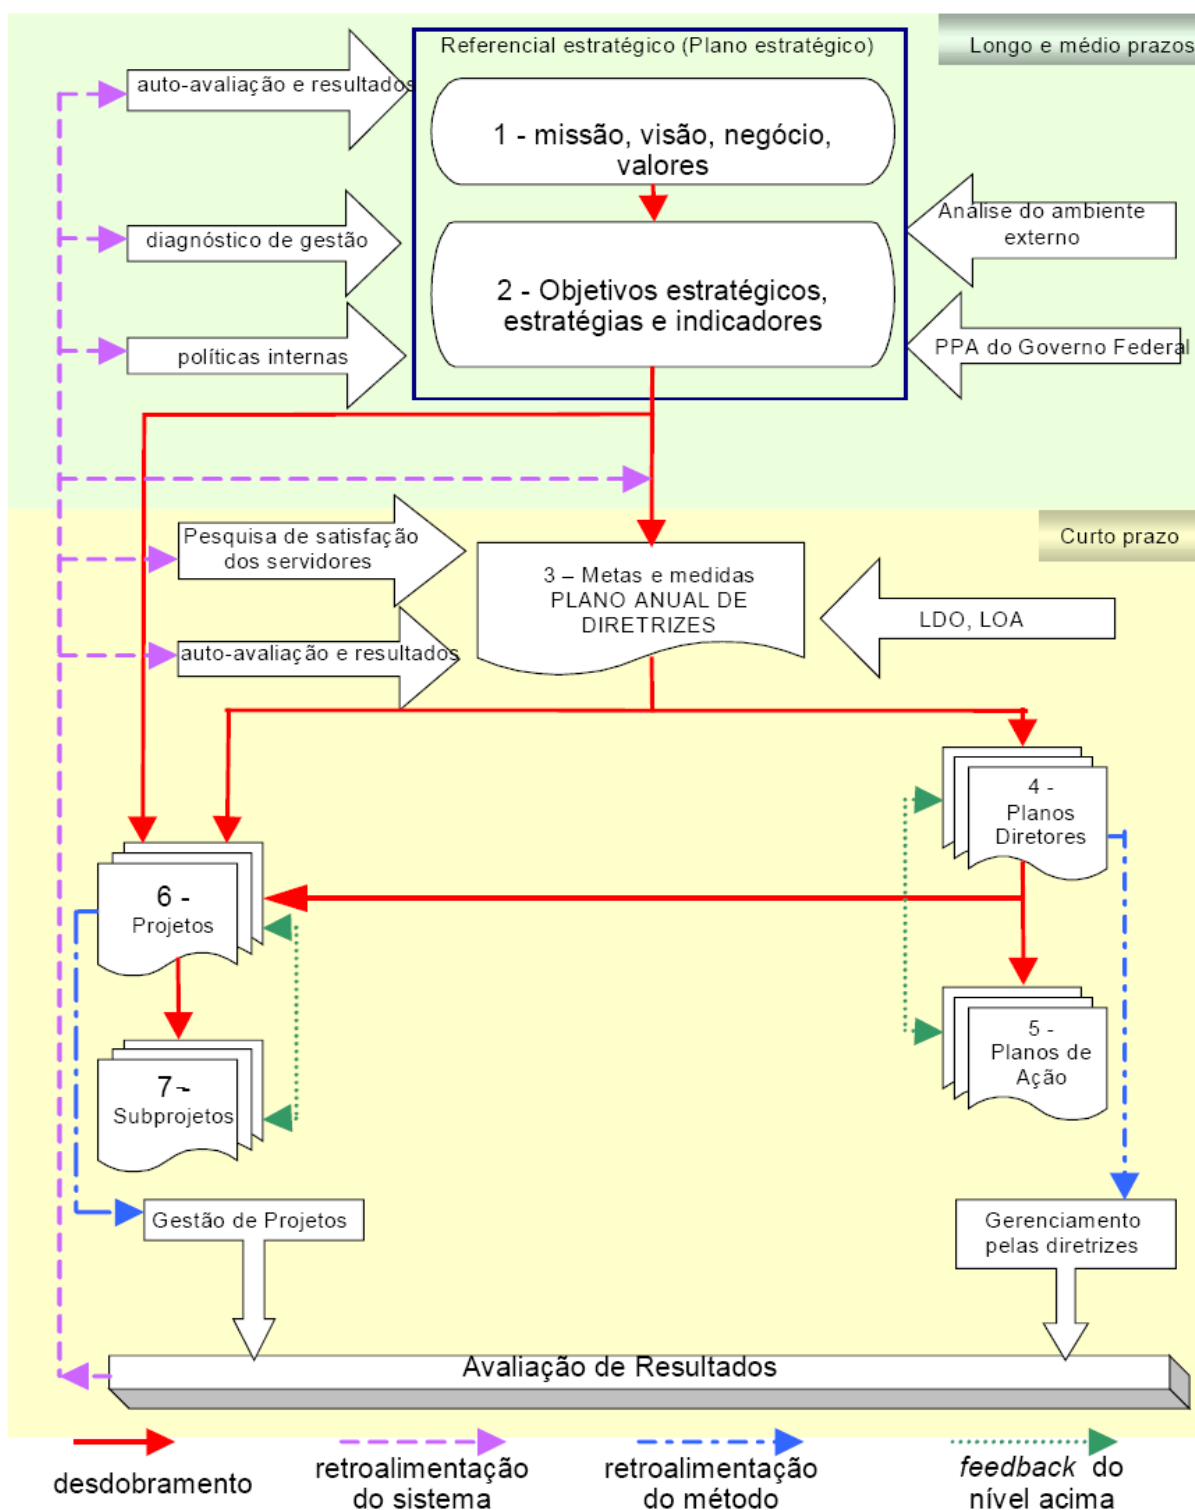 Referencial estratégico (Plano estratégico)
Longo e médio prazos
auto-avaliação e resultados
1 - missão, visão, negócio,
valores
diagnóstico de gestão
Análise do ambiente
externo
2 - Objetivos estratégicos,
estratégias e indicadores
políticas internas
PPA do Governo Federal
Curto prazo
Pesquisa de satisfação
dos servidores
3 – Metas e medidas
PLANO ANUAL DE
DIRETRIZES
LDO, LOA
auto-avaliação e resultados
4 -
Planos
Diretores
6 -
Projetos
5 -
Planos de
Ação
7 -
Subprojetos
Gestão de Projetos
Gerenciamento
pelas diretrizes
Avaliação de Resultados
desdobramento
retroalimentação
do sistema
retroalimentação
do método
feedback do
nível acima